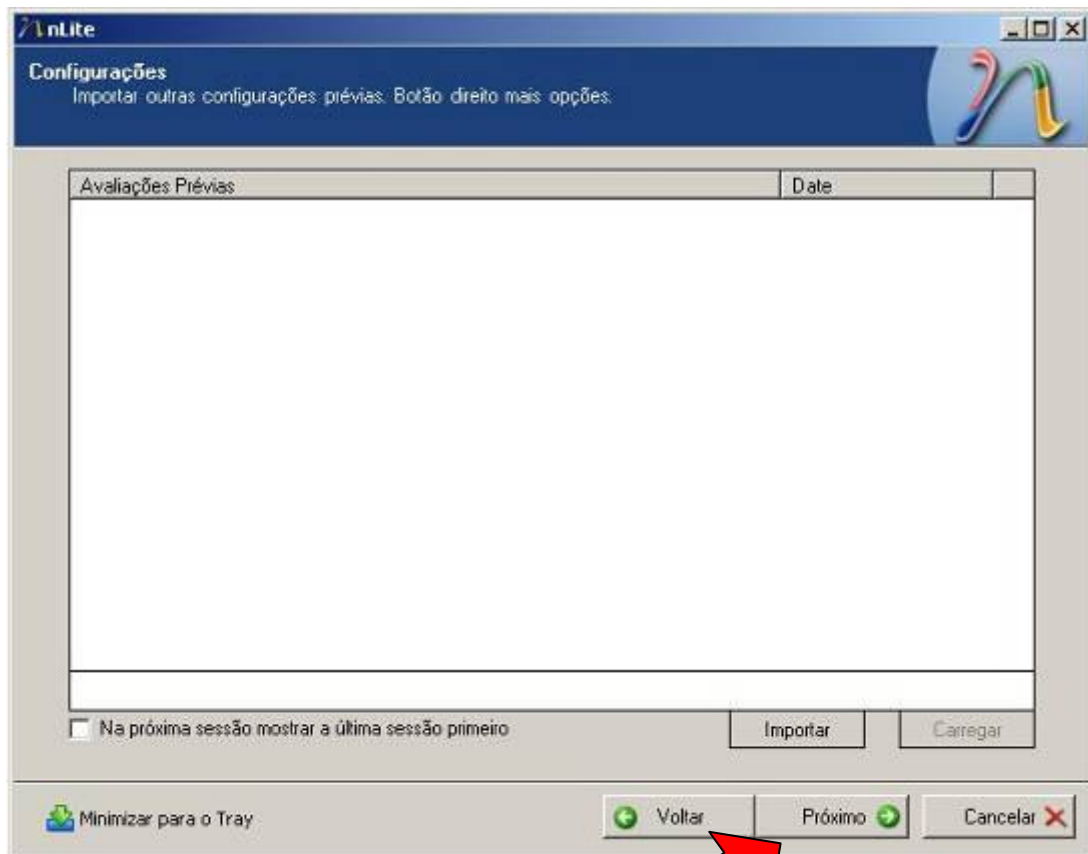 nLite
Configurações
Importar outras configurações prévias. Botão direito mais opções.
Avaliações Prévias Date
Na próxima sessão mostrar a última sessão primeiro Importar Carregar
Minimizar para o Tray Voltar Próximo Cancelar